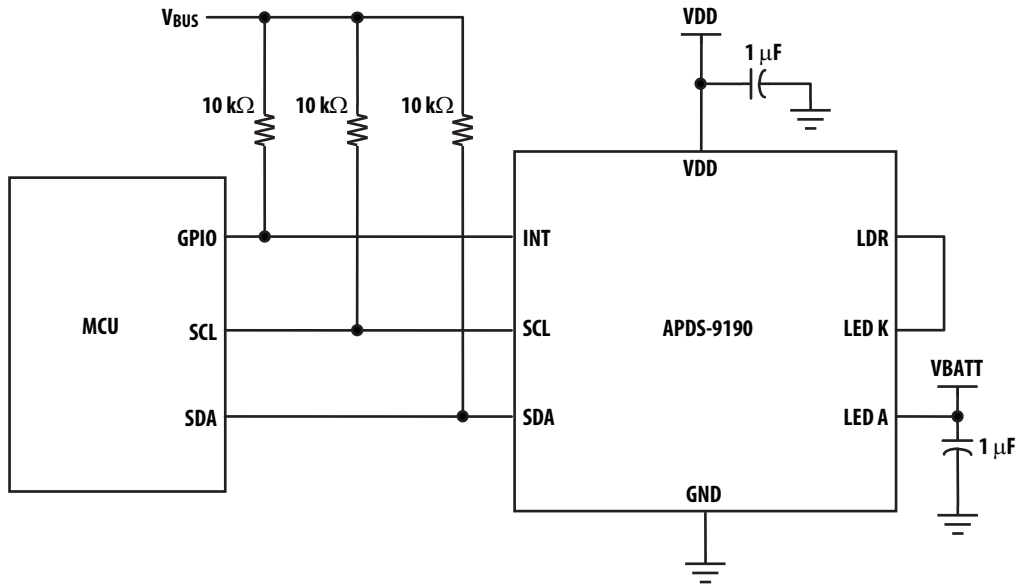 VBUS
VDD
1 µF
10 kΩ
10 kΩ
10 kΩ
VDD
GPIO
INT
LDR
MCU
SCL
SCL
APDS-9190
LED K
VBATT
SDA
SDA
LED A
1 µF
GND